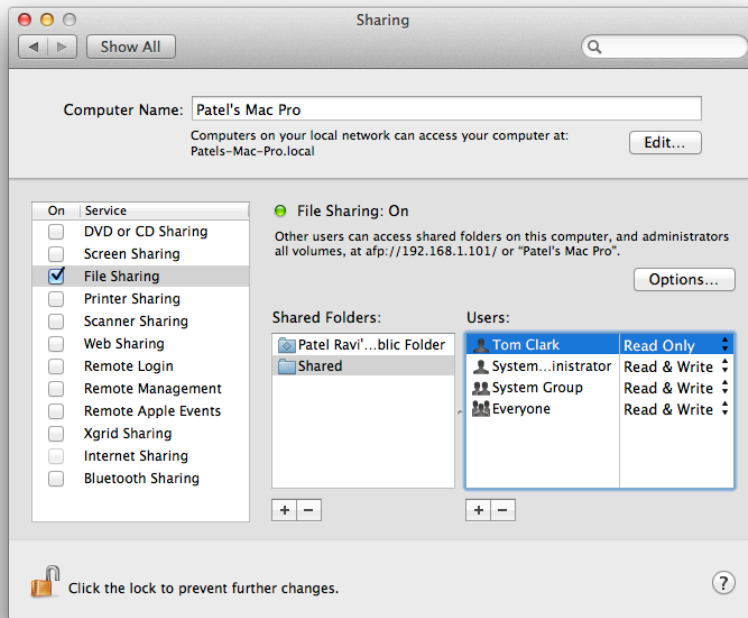 Sharing
Show All
Computer Name: Patel's Mac Pro
Computers on your local network can access your computer at:
Patels-Mac-Pro.local
Edit...
On Service
DVD or CD Sharing
Screen Sharing
File Sharing
Printer Sharing
Scanner Sharing
Web Sharing
Remote Login
Remote Management
Remote Apple Events
Xgrid Sharing
Internet Sharing
Bluetooth Sharing
File Sharing: On
Other users can access shared folders on this computer, and administrators
all volumes, at afp://192.168.1.101/ or “Patel's Mac Pro”.
Options...
Shared Folders:
Patel Ravi'...blic Folder
Shared
Users:
Tom Clark Read Only
System...inistrator Read & Write
System Group Read & Write
Everyone Read & Write
+ −
+ −
Click the lock to prevent further changes.
?